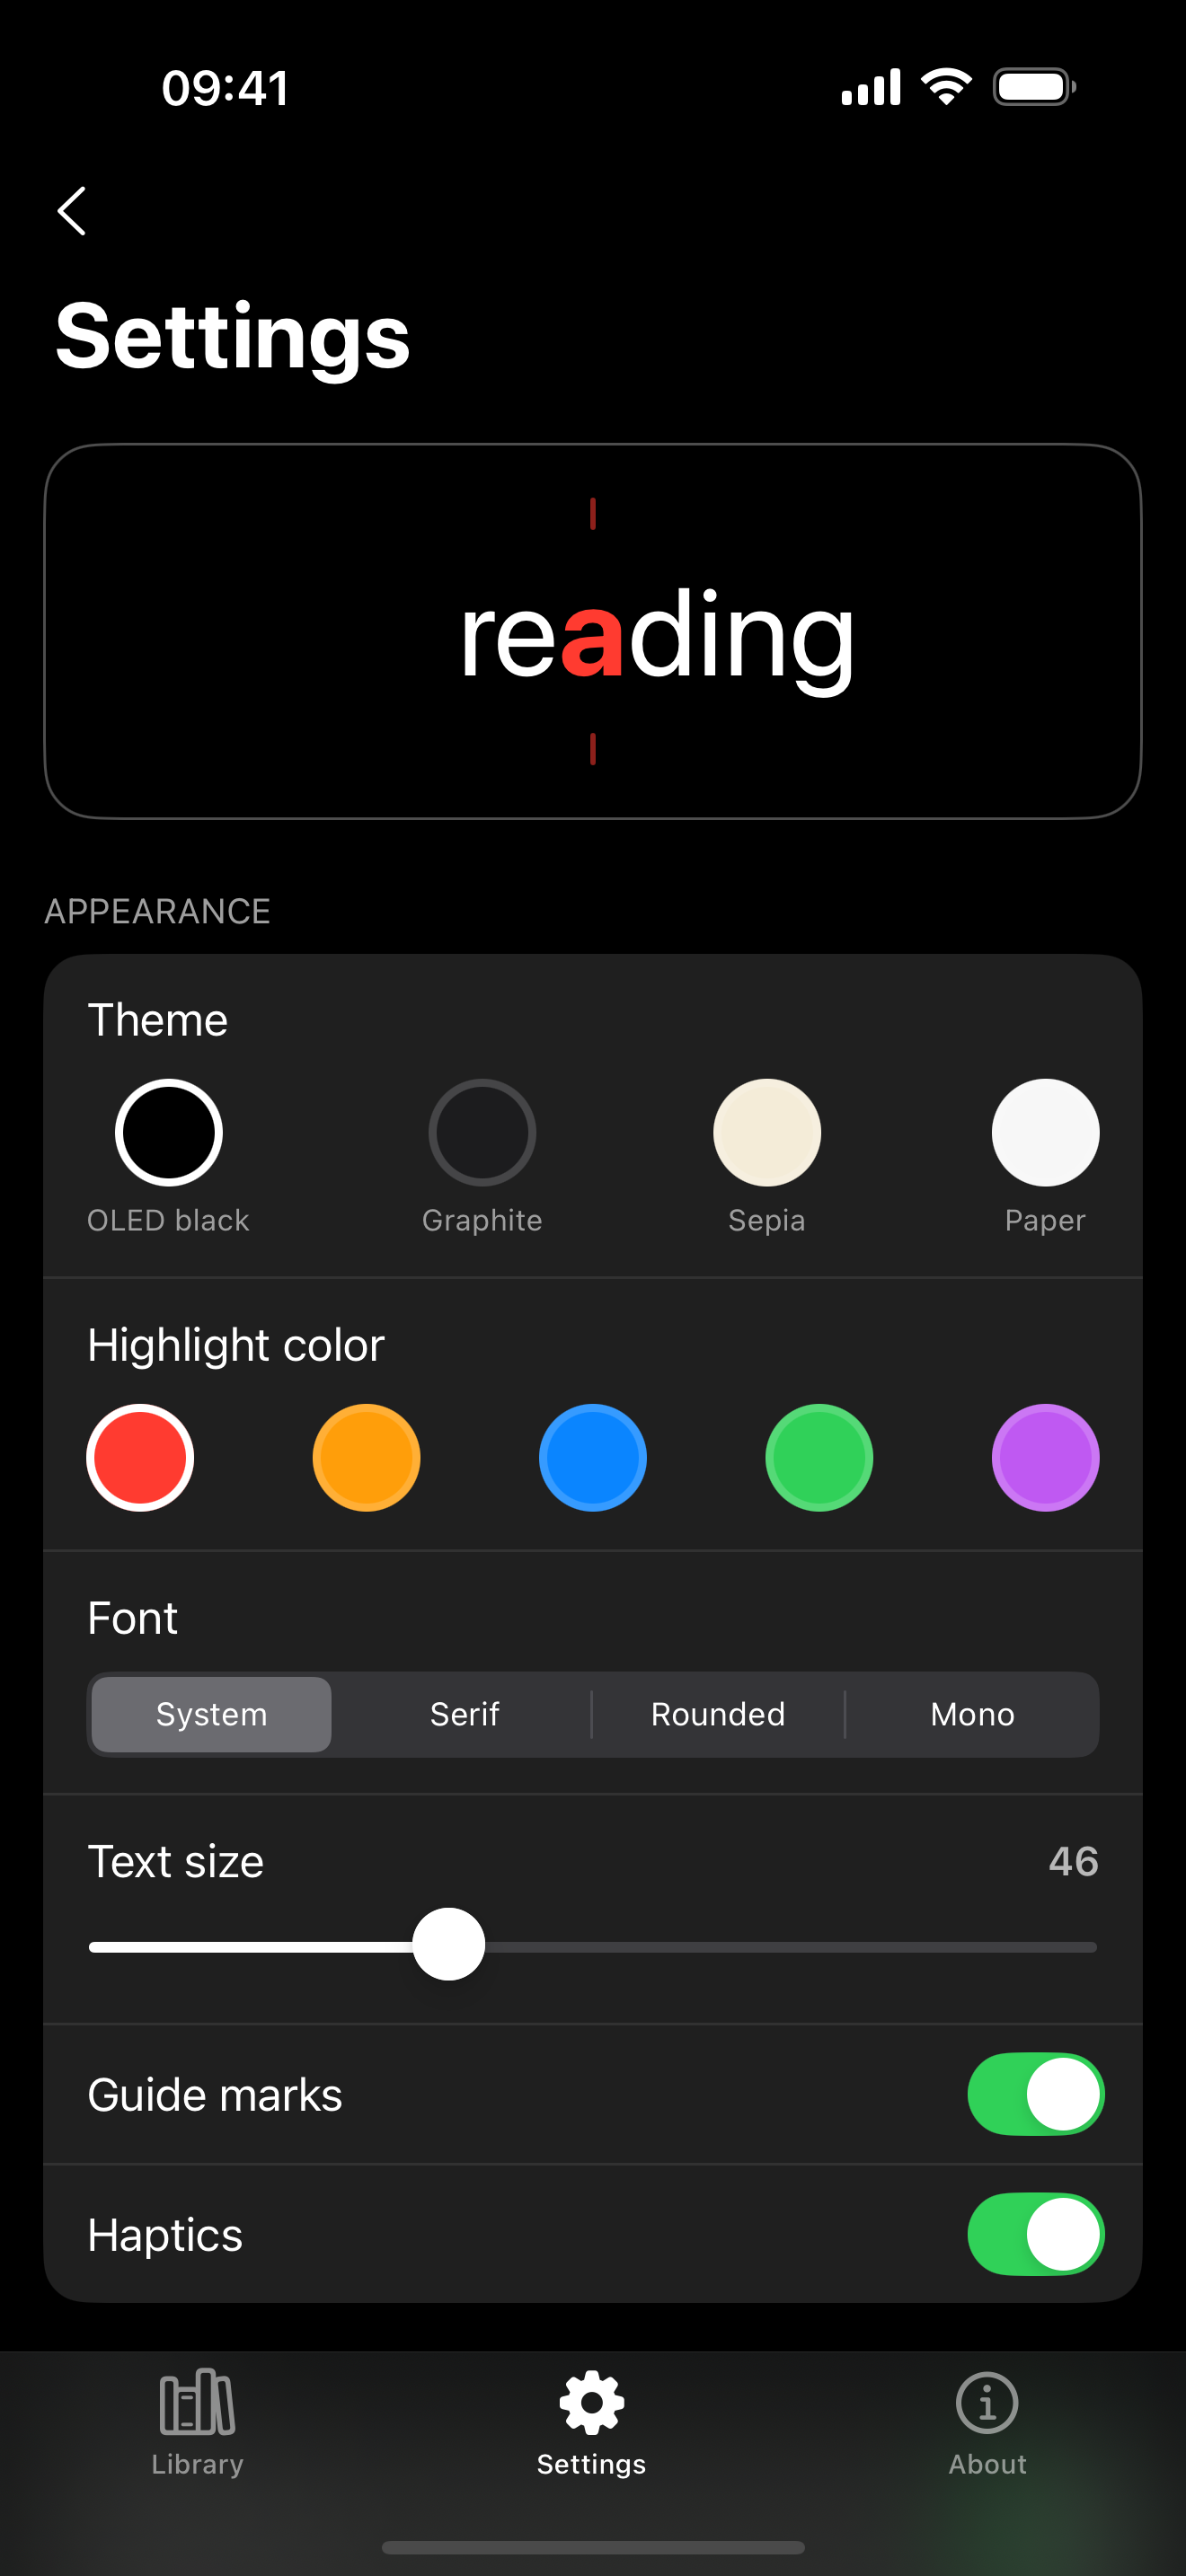 09:41
Settings
reading
APPEARANCE
Theme
OLED black Graphite Sepia Paper
Highlight color
Font
System Serif Rounded Mono
Text size 46
Guide marks
Haptics
Library Settings About